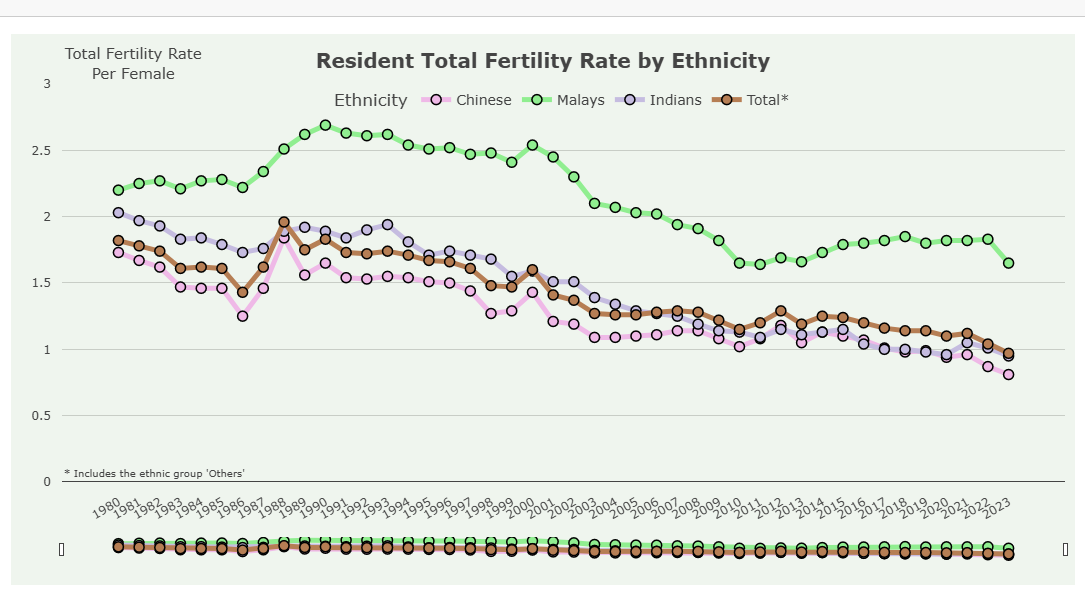 Total Fertility Rate
Per Female
Resident Total Fertility Rate by Ethnicity
Ethnicity Chinese Malays Indians Total*
3
2.5
2
1.5
1
0.5
0
* Includes the ethnic group 'Others'
1980 1981 1982 1983 1984 1985 1986 1987 1988 1989 1990 1991 1992 1993 1994 1995 1996 1997 1998 1999 2000 2001 2002 2003 2004 2005 2006 2007 2008 2009 2010 2011 2012 2013 2014 2015 2016 2017 2018 2019 2020 2021 2022 2023